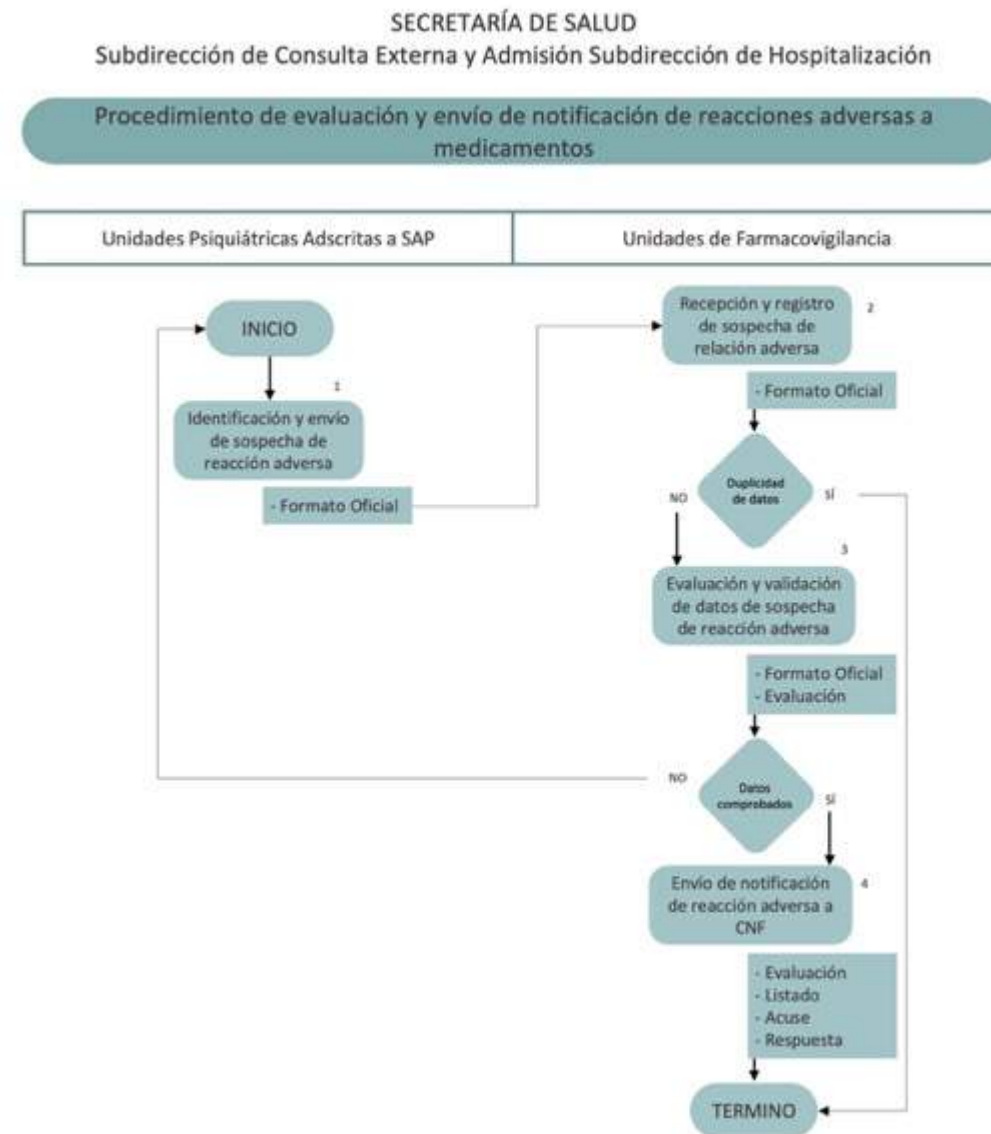 SECRETARÍA DE SALUD
Subdirección de Consulta Externa y Admisión Subdirección de Hospitalización
Procedimiento de evaluación y envío de notificación de reacciones adversas a
medicamentos
Unidades Psiquiátricas Adscritas a SAP
Unidades de Farmacovigilancia
INICIO
1
Identificación y envío
de sospecha de
reacción adversa
- Formato Oficial
Recepción y registro
de sospecha de
relación adversa
2
- Formato Oficial
Duplicidad
de datos
NO
SÍ
3
Evaluación y validación
de datos de sospecha
de reacción adversa
- Formato Oficial
- Evaluación
NO
Datos
comprobados
SÍ
Envío de notificación
de reacción adversa a
CNF
4
- Evaluación
- Listado
- Acuse
- Respuesta
TERMINO